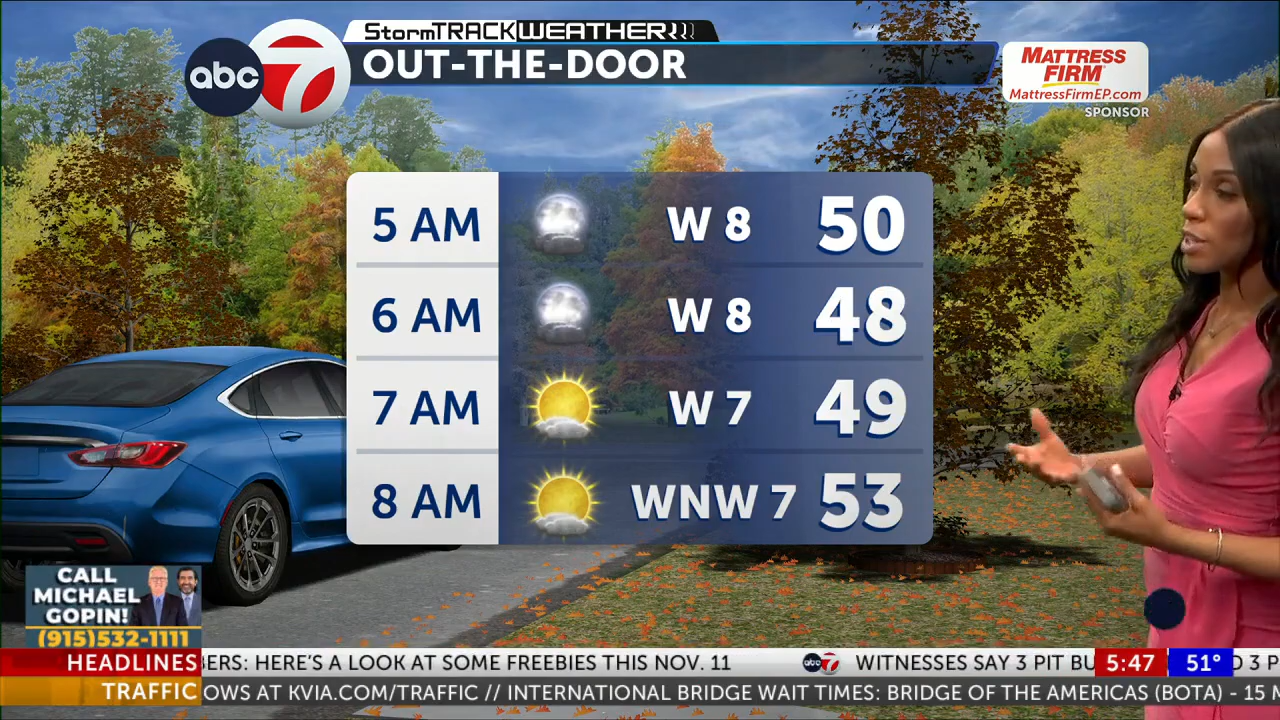 StormTRACKWEATHER
abc 7
OUT-THE-DOOR
MATTRESS
FIRM
MattressFirmEP.com
SPONSOR
5 AM W 8 50
6 AM W 8 48
7 AM W 7 49
8 AM WNW 7 53
CALL
MICHAEL
GOPIN!
(915)532-1111
HEADLINES BERS: HERE'S A LOOK AT SOME FREEBIES THIS NOV. 11 abc 7 WITNESSES SAY 3 PIT BU 5:47 51° D 3 P
TRAFFIC OWS AT KVIA.COM/TRAFFIC // INTERNATIONAL BRIDGE WAIT TIMES: BRIDGE OF THE AMERICAS (BOTA) - 15 M